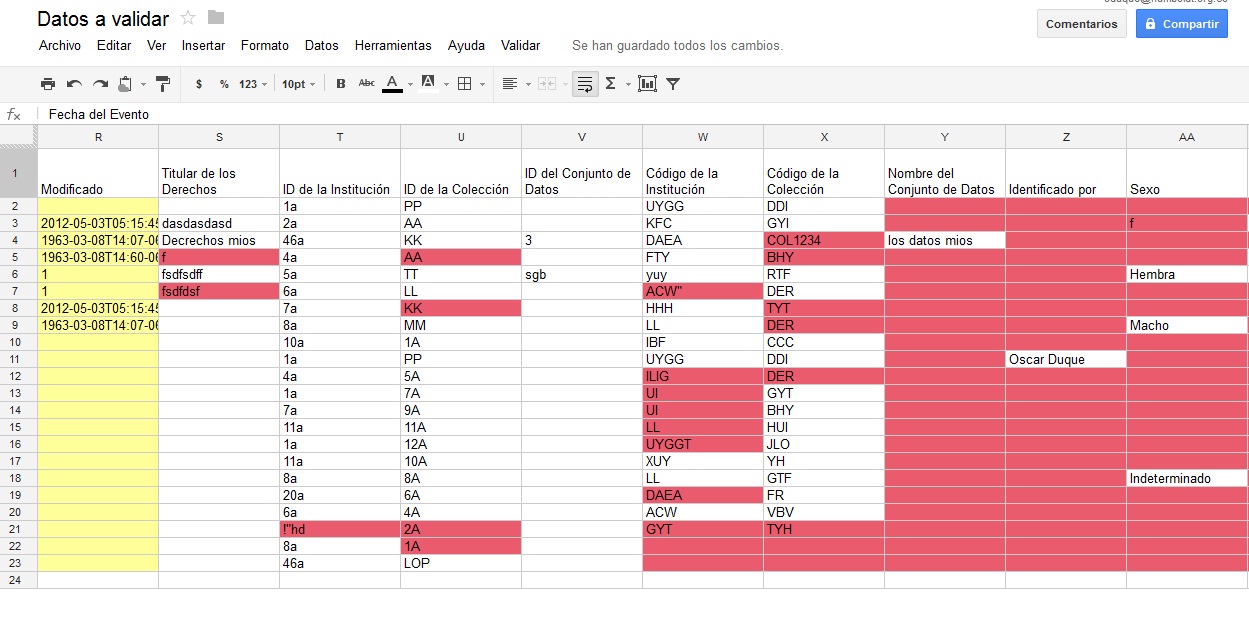 Datos a validar
Archivo Editar Ver Insertar Formato Datos Herramientas Ayuda Validar Se han guardado todos los cambios.
Comentarios Compartir
$ % 123 10pt B Abc A A Σ
fx Fecha del Evento
R S T U V W X Y Z AA
1 Modificado Titular de los Derechos ID de la Institución ID de la Colección ID del Conjunto de Datos Código de la Institución Código de la Colección Nombre del Conjunto de Datos Identificado por Sexo
2 1a PP UYGG DDI
3 2012-05-03T05:15:45 dasdasdasd 2a AA KFC GYI f
4 1963-03-08T14:07-06 Decrechos mios 46a KK 3 DAEA COL1234 los datos mios
5 1963-03-08T14:60-06 f 4a AA FTY BHY
6 1 fsdfsdff 5a TT sgb yuy RTF Hembra
7 1 fsdfdsf 6a LL ACW" DER
8 2012-05-03T05:15:45 7a KK HHH TYT
9 1963-03-08T14:07-06 8a MM LL DER Macho
10 10a 1A IBF CCC
11 1a PP UYGG DDI Oscar Duque
12 4a 5A ILIG DER
13 1a 7A UI GYT
14 7a 9A UI BHY
15 11a 11A LL HUI
16 1a 12A UYGGT JLO
17 11a 10A XUY YH
18 8a 8A LL GTF Indeterminado
19 20a 6A DAEA FR
20 6a 4A ACW VBV
21 !"hd 2A GYT TYH
22 8a 1A
23 46a LOP
24